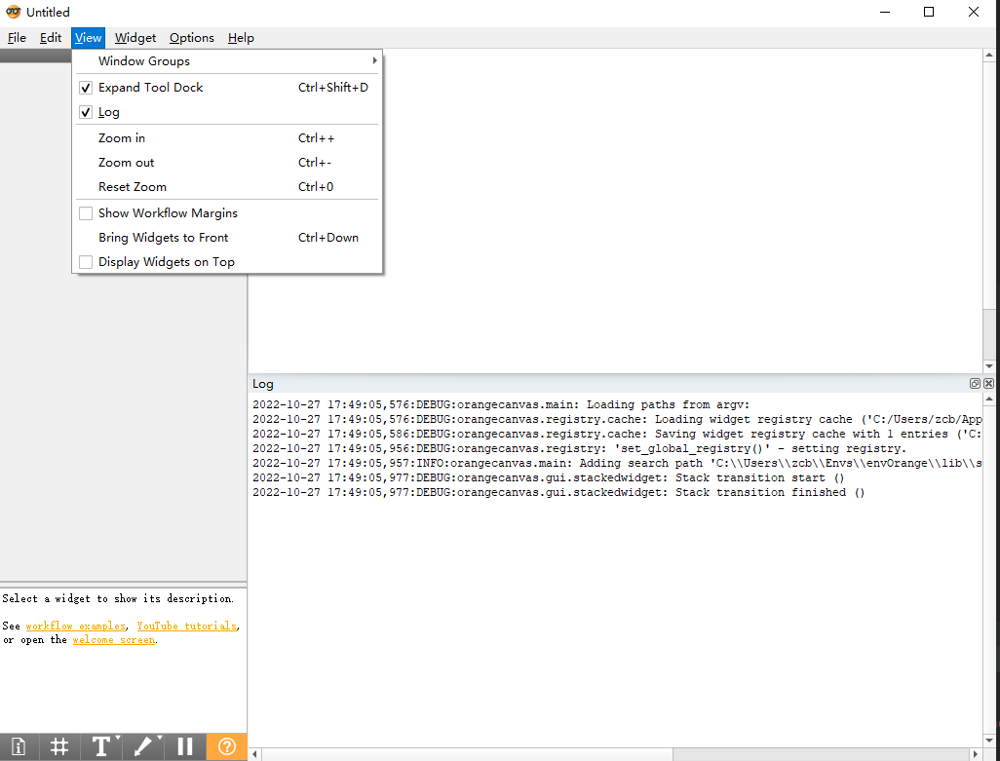 Untitled
File Edit View Widget Options Help
Window Groups
Expand Tool Dock Ctrl+Shift+D
Log
Zoom in Ctrl++
Zoom out Ctrl+-
Reset Zoom Ctrl+0
Show Workflow Margins
Bring Widgets to Front Ctrl+Down
Display Widgets on Top
Log
2022-10-27 17:49:05,576:DEBUG:orangecanvas.main: Loading paths from argv:
2022-10-27 17:49:05,576:DEBUG:orangecanvas.registry.cache: Loading widget registry cache ('C:/Users/zcb/App
2022-10-27 17:49:05,586:DEBUG:orangecanvas.registry.cache: Saving widget registry cache with 1 entries ('C:
2022-10-27 17:49:05,956:DEBUG:orangecanvas.registry: 'set_global_registry()' - setting registry.
2022-10-27 17:49:05,957:INFO:orangecanvas.main: Adding search path 'C:\\Users\\zcb\\Envs\\envOrange\\lib\\s
2022-10-27 17:49:05,977:DEBUG:orangecanvas.gui.stackedwidget: Stack transition start ()
2022-10-27 17:49:05,977:DEBUG:orangecanvas.gui.stackedwidget: Stack transition finished ()
Select a widget to show its description.
See workflow examples, YouTube tutorials,
or open the welcome screen.
T